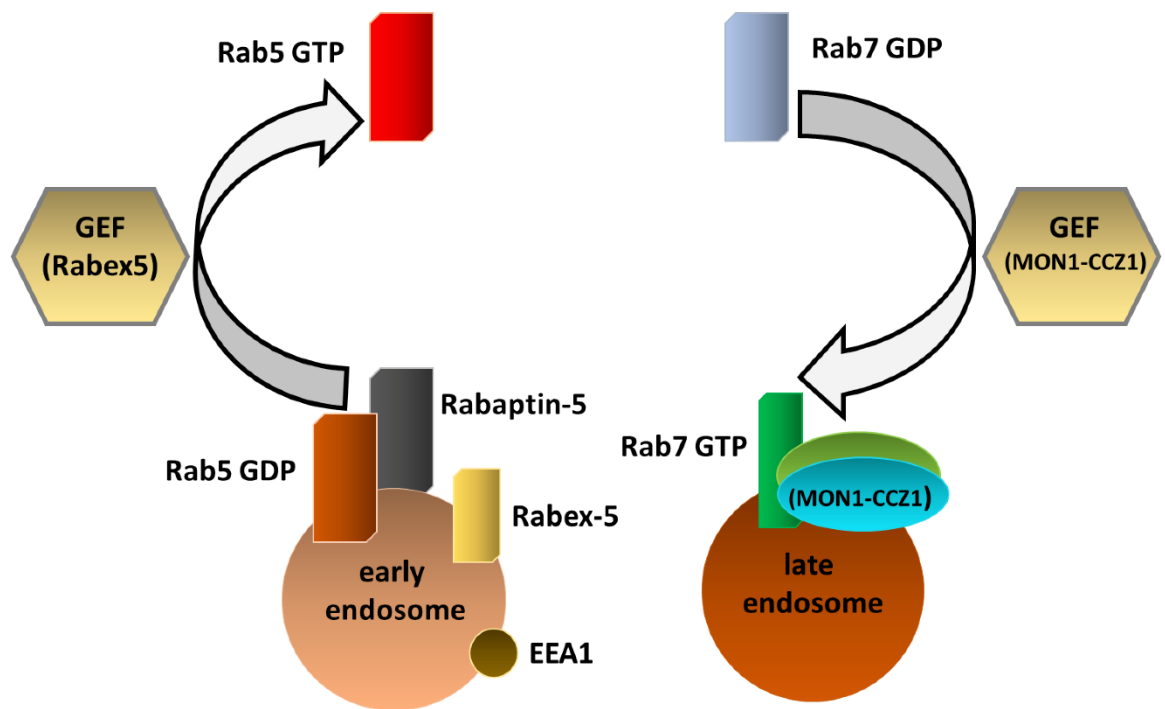 Rab5 GTP
Rab7 GDP
GEF
(Rabex5)
GEF
(MON1-CCZ1)
Rabaptin-5
Rab5 GDP
Rabex-5
early
endosome
EEA1
Rab7 GTP
(MON1-CCZ1)
late
endosome